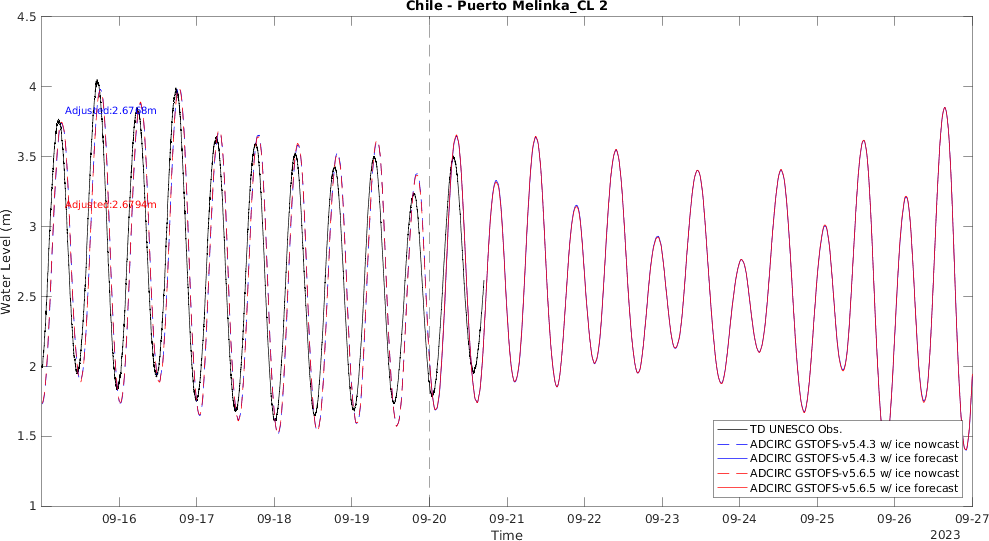 Chile - Puerto Melinka_CL 2
4.5
4
3.5
3
2.5
2
1.5
1
Water Level (m)
Adjusted:2.6794m
TD UNESCO Obs.
ADCIRC GSTOFS-v5.4.3 w/ ice nowcast
ADCIRC GSTOFS-v5.4.3 w/ ice forecast
ADCIRC GSTOFS-v5.6.5 w/ ice nowcast
ADCIRC GSTOFS-v5.6.5 w/ ice forecast
09-16 09-17 09-18 09-19 09-20 09-21 09-22 09-23 09-24 09-25 09-26 09-27
Time
2023